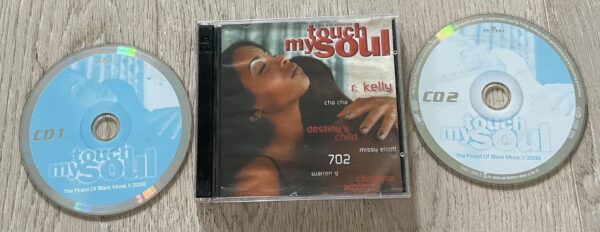 CD 1
touch
my soul
The Finest Of Black Music 1/2000
touch
my soul
r. kelly
cha cha
destiny's
child
missy elliott
702
warren g
christina
CD 2
touch
my soul
The Finest Of Black Music 1/2000